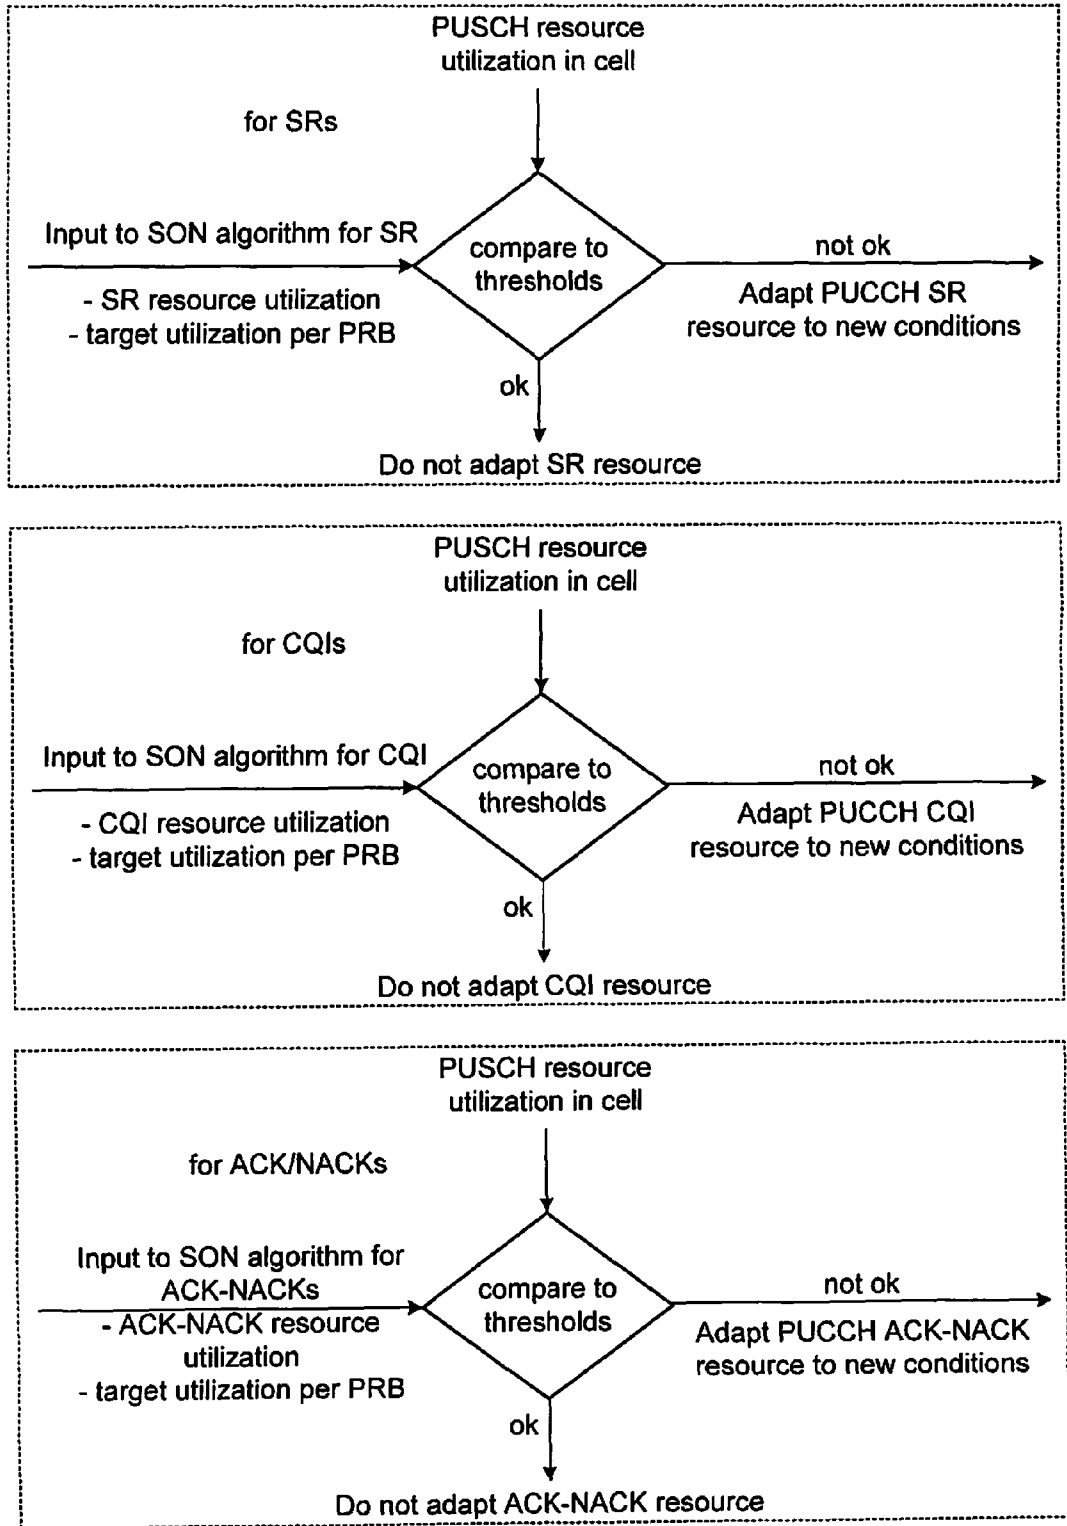 PUSCH resource
utilization in cell
for SRs
Input to SON algorithm for SR
compare to
thresholds
not ok
- SR resource utilization
- target utilization per PRB
Adapt PUCCH SR
resource to new conditions
ok
Do not adapt SR resource
PUSCH resource
utilization in cell
for CQIs
Input to SON algorithm for CQI
compare to
thresholds
not ok
- CQI resource utilization
- target utilization per PRB
Adapt PUCCH CQI
resource to new conditions
ok
Do not adapt CQI resource
PUSCH resource
utilization in cell
for ACK/NACKs
Input to SON algorithm for
ACK-NACKs
compare to
thresholds
not ok
- ACK-NACK resource
utilization
- target utilization per PRB
Adapt PUCCH ACK-NACK
resource to new conditions
ok
Do not adapt ACK-NACK resource